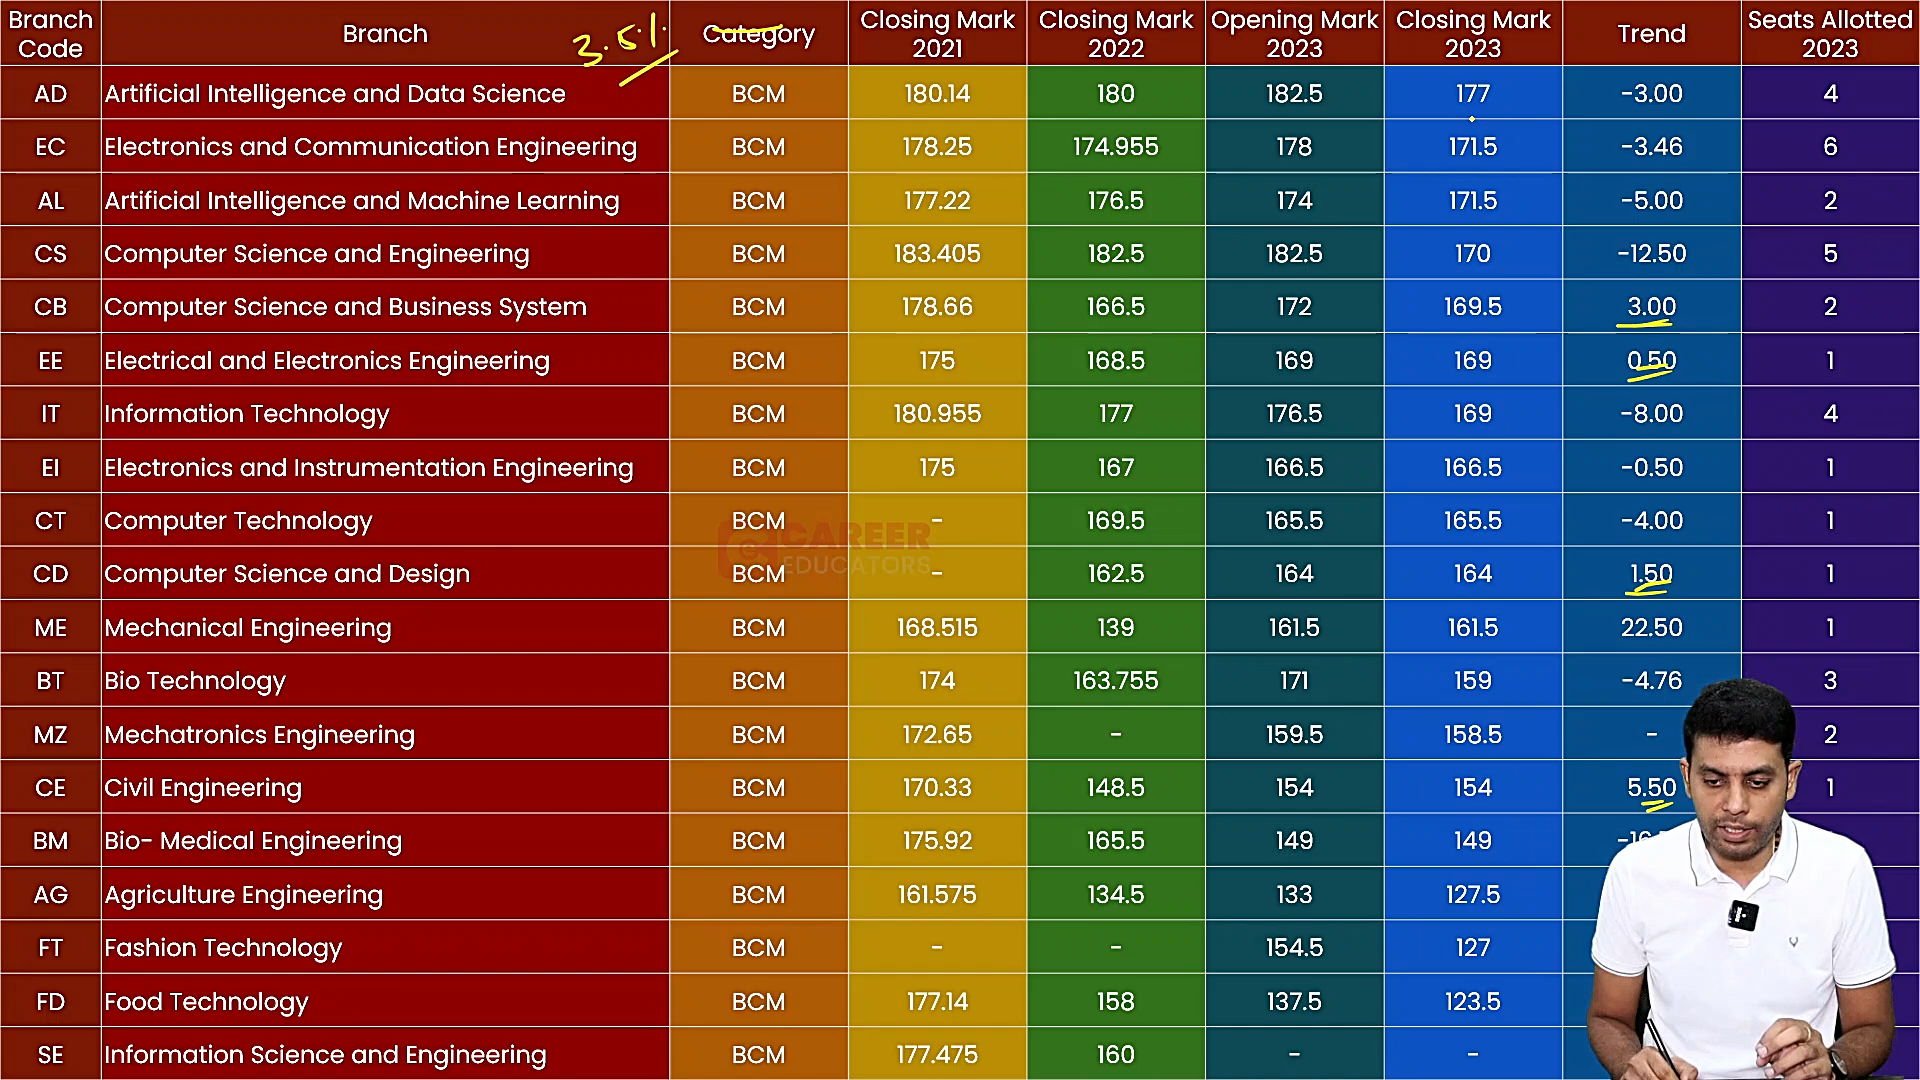 Branch Code | Branch | Category | Closing Mark 2021 | Closing Mark 2022 | Opening Mark 2023 | Closing Mark 2023 | Trend | Seats Allotted 2023
3.5%
AD | Artificial Intelligence and Data Science | BCM | 180.14 | 180 | 182.5 | 177 | -3.00 | 4
EC | Electronics and Communication Engineering | BCM | 178.25 | 174.955 | 178 | 171.5 | -3.46 | 6
AL | Artificial Intelligence and Machine Learning | BCM | 177.22 | 176.5 | 174 | 171.5 | -5.00 | 2
CS | Computer Science and Engineering | BCM | 183.405 | 182.5 | 182.5 | 170 | -12.50 | 5
CB | Computer Science and Business System | BCM | 178.66 | 166.5 | 172 | 169.5 | 3.00 | 2
EE | Electrical and Electronics Engineering | BCM | 175 | 168.5 | 169 | 169 | 0.50 | 1
IT | Information Technology | BCM | 180.955 | 177 | 176.5 | 169 | -8.00 | 4
EI | Electronics and Instrumentation Engineering | BCM | 175 | 167 | 166.5 | 166.5 | -0.50 | 1
CT | Computer Technology | BCM | - | 169.5 | 165.5 | 165.5 | -4.00 | 1
CAREER
EDUCATORS
CD | Computer Science and Design | BCM | - | 162.5 | 164 | 164 | 1.50 | 1
ME | Mechanical Engineering | BCM | 168.515 | 139 | 161.5 | 161.5 | 22.50 | 1
BT | Bio Technology | BCM | 174 | 163.755 | 171 | 159 | -4.76 | 3
MZ | Mechatronics Engineering | BCM | 172.65 | - | 159.5 | 158.5 | - | 2
CE | Civil Engineering | BCM | 170.33 | 148.5 | 154 | 154 | 5.50 | 1
BM | Bio- Medical Engineering | BCM | 175.92 | 165.5 | 149 | 149
AG | Agriculture Engineering | BCM | 161.575 | 134.5 | 133 | 127.5
FT | Fashion Technology | BCM | - | - | 154.5 | 127
FD | Food Technology | BCM | 177.14 | 158 | 137.5 | 123.5
SE | Information Science and Engineering | BCM | 177.475 | 160 | - | -